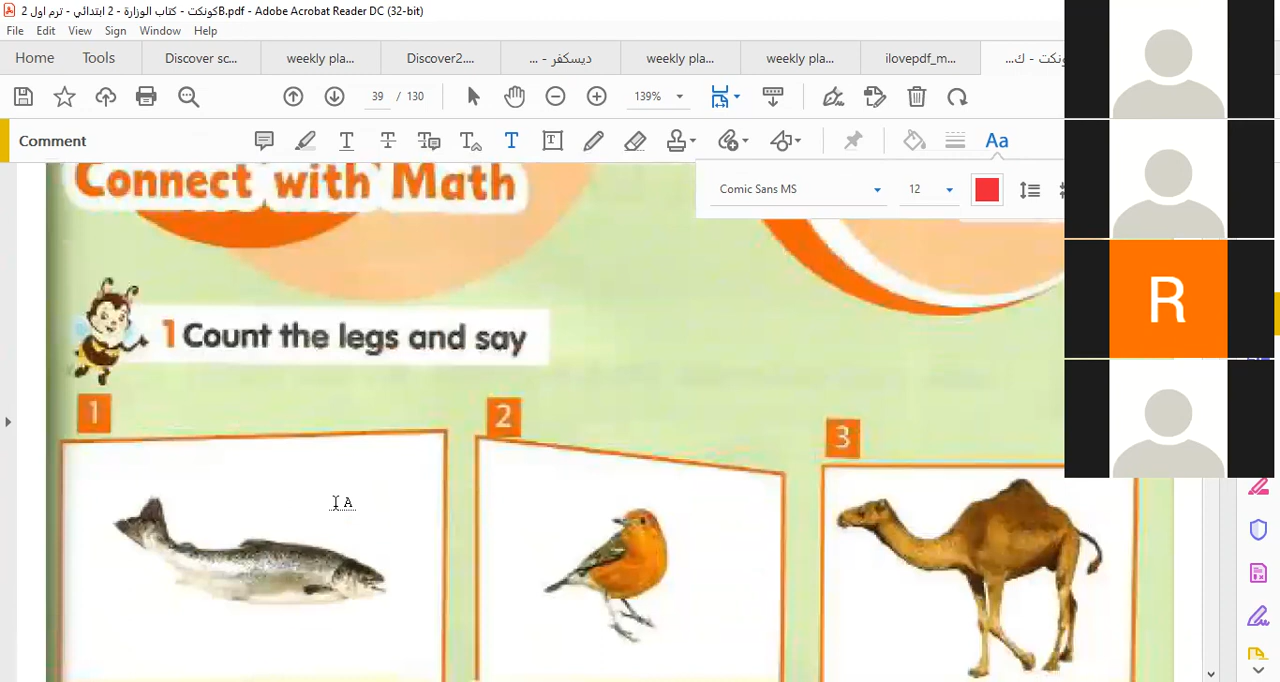 كونكت - كتاب الوزارة - 2 ابتدائي - ترم اول 2B.pdf - Adobe Acrobat Reader DC (32-bit)
File Edit View Sign Window Help
Home Tools Discover sc... weekly pla... Discover2.... ديسكفر - ... weekly pla... weekly pla... ilovepdf_m... ونكت - ك...
39 / 130 139%
Comment
Aa
Comic Sans MS 12
Connect with Math
R
1 Count the legs and say
1 2 3
A